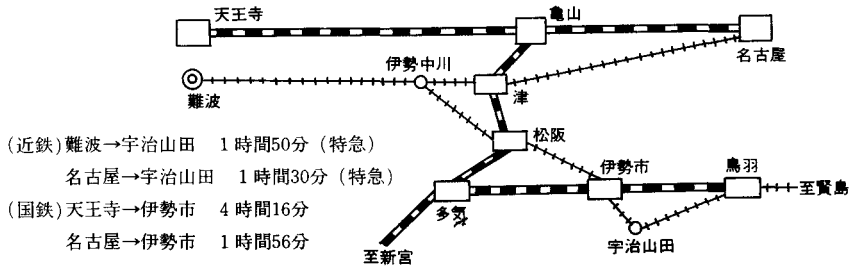 天王寺
亀山
名古屋
伊勢中川
難波
津
松阪
伊勢市
鳥羽
至賢島
多気
宇治山田
至新宮
(近鉄)難波→宇治山田 1時間50分(特急)
名古屋→宇治山田 1時間30分(特急)
(国鉄)天王寺→伊勢市 4時間16分
名古屋→伊勢市 1時間56分